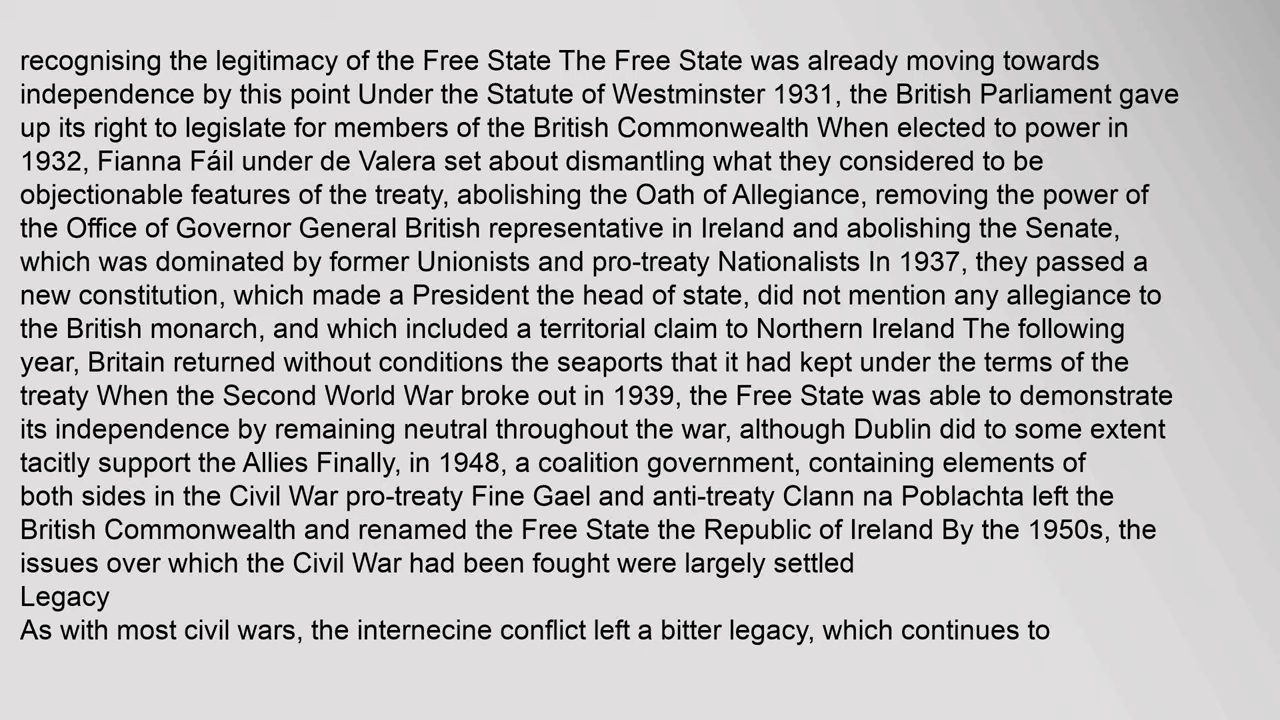 recognising the legitimacy of the Free State The Free State was already moving towards
independence by this point Under the Statute of Westminster 1931, the British Parliament gave
up its right to legislate for members of the British Commonwealth When elected to power in
1932, Fianna Fáil under de Valera set about dismantling what they considered to be
objectionable features of the treaty, abolishing the Oath of Allegiance, removing the power of
the Office of Governor General British representative in Ireland and abolishing the Senate,
which was dominated by former Unionists and pro-treaty Nationalists In 1937, they passed a
new constitution, which made a President the head of state, did not mention any allegiance to
the British monarch, and which included a territorial claim to Northern Ireland The following
year, Britain returned without conditions the seaports that it had kept under the terms of the
treaty When the Second World War broke out in 1939, the Free State was able to demonstrate
its independence by remaining neutral throughout the war, although Dublin did to some extent
tacitly support the Allies Finally, in 1948, a coalition government, containing elements of
both sides in the Civil War pro-treaty Fine Gael and anti-treaty Clann na Poblachta left the
British Commonwealth and renamed the Free State the Republic of Ireland By the 1950s, the
issues over which the Civil War had been fought were largely settled
Legacy
As with most civil wars, the internecine conflict left a bitter legacy, which continues to